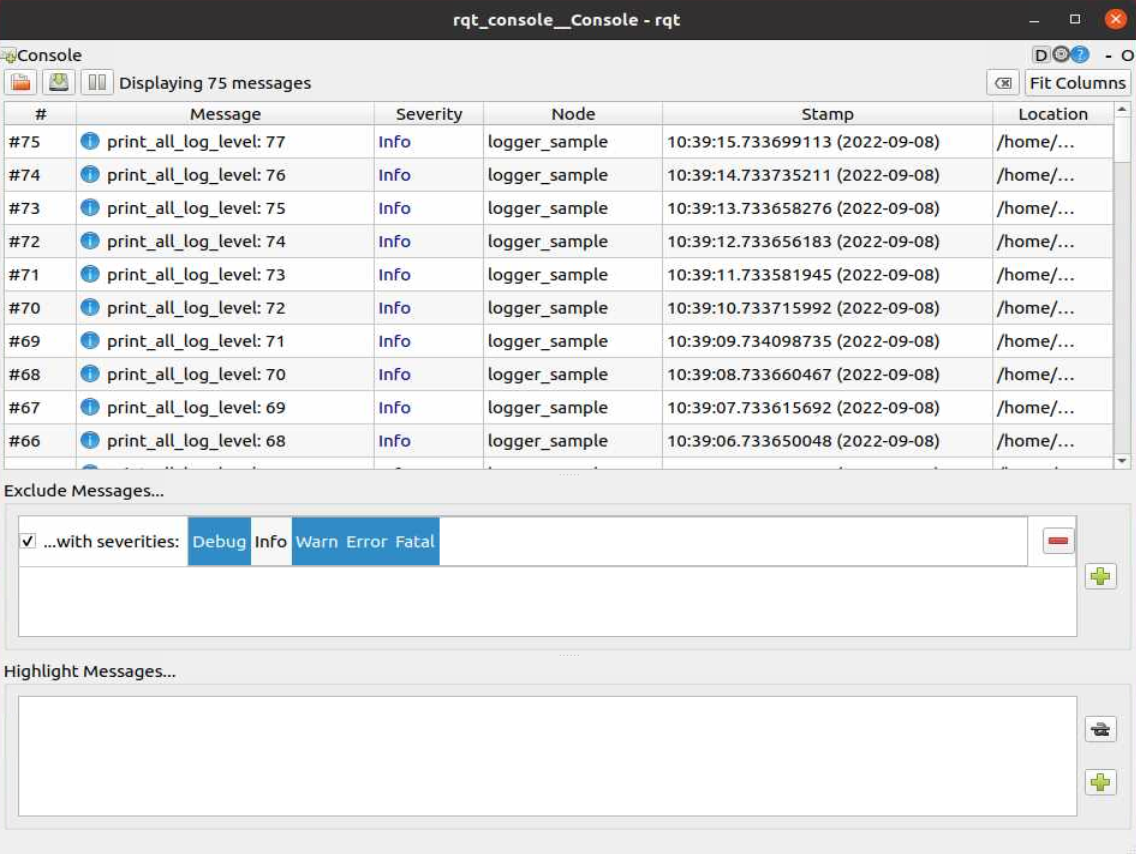 rqt_console__Console - rqt
Console D ? - O
Displaying 75 messages Fit Columns
# Message Severity Node Stamp Location
#75 print_all_log_level: 77 Info logger_sample 10:39:15.733699113 (2022-09-08) /home/...
#74 print_all_log_level: 76 Info logger_sample 10:39:14.733735211 (2022-09-08) /home/...
#73 print_all_log_level: 75 Info logger_sample 10:39:13.733658276 (2022-09-08) /home/...
#72 print_all_log_level: 74 Info logger_sample 10:39:12.733656183 (2022-09-08) /home/...
#71 print_all_log_level: 73 Info logger_sample 10:39:11.733581945 (2022-09-08) /home/...
#70 print_all_log_level: 72 Info logger_sample 10:39:10.733715992 (2022-09-08) /home/...
#69 print_all_log_level: 71 Info logger_sample 10:39:09.734098735 (2022-09-08) /home/...
#68 print_all_log_level: 70 Info logger_sample 10:39:08.733660467 (2022-09-08) /home/...
#67 print_all_log_level: 69 Info logger_sample 10:39:07.733615692 (2022-09-08) /home/...
#66 print_all_log_level: 68 Info logger_sample 10:39:06.733650048 (2022-09-08) /home/...
Exclude Messages...
...with severities: Debug Info Warn Error Fatal
Highlight Messages...